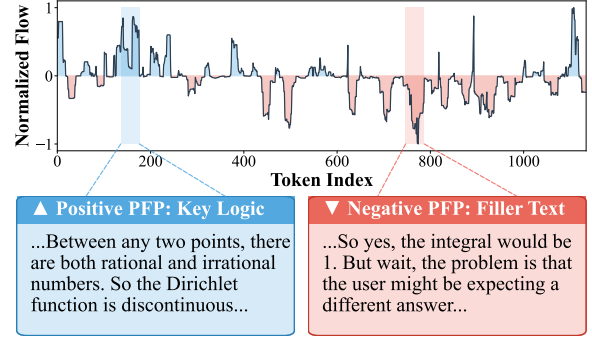 Normalized Flow
1
0
−1
0
200
400
600
800
1000
Token Index
▲ Positive PFP: Key Logic
...Between any two points, there
are both rational and irrational
numbers. So the Dirichlet
function is discontinuous...
▼ Negative PFP: Filler Text
...So yes, the integral would be
1. But wait, the problem is that
the user might be expecting a
different answer...